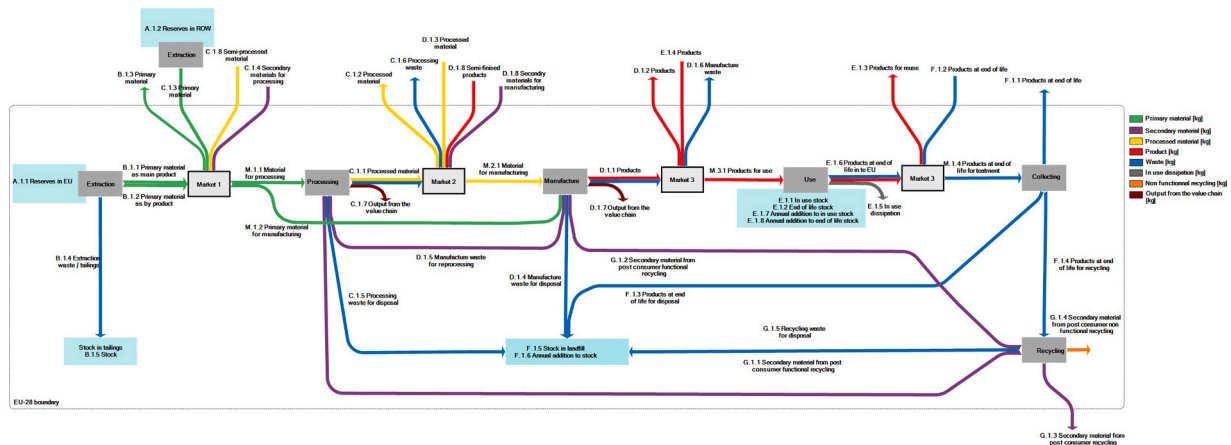 A. 1.2 Reserves in ROW
Extraction
C. 1.8 Semi-processed
material
C. 1.4 Secondary
materials for
processing
B. 1.3 Primary
material
C. 1.3 Primary
material
D. 1.3 Processed
material
C. 1.6 Processing
waste
C. 1.2 Processed
material
D. 1.8 Semi-finised
products
D. 1.8 Secondry
materials for
manufacturing
E. 1.4 Products
D. 1.2 Products
D. 1.6 Manufacture
waste
E. 1.3 Products for reuse
F. 1.2 Products
at end of life
F. 1.1 Products at end of life
Primary material [kg]
Secondary material [kg]
Processed material [kg]
Product [kg]
Waste [kg]
In use dissipation [kg]
Non functionnal recycling [kg]
Output from the value chain
[kg]
A. 1.1 Reserves in EU
Extraction
B. 1.1 Primary material
as main product
B. 1.2 Primary material
as by product
Market 1
M. 1.1 Material
for processing
Processing
C. 1.1 Processed material
C. 1.7 Output from the
value chain
Market 2
M. 2.1 Material
for manufacturing
Manufacture
D. 1.1 Products
D. 1.7 Output from the
value chain
Market 3
M. 3.1 Products for use
Use
E. 1.1 In use stock
E. 1.2 End of life stock
E. 1.7 Annual addition to in use stock
E. 1.8 Annual addition to end of life stock
E. 1.6 Products at end of
life in te EU
E. 1.5 In use
dissipation
Market 3
M. 1.4 Products at end of
life for teatment
Collecting
M. 1.2 Primary material for
manufacturing
B. 1.4 Extraction
waste / tailings
D. 1.5 Manufacture waste
for reprocessing
G. 1.2 Secondary material from
post consumer functional
recycling
D. 1.4 Manufacture
waste for disposal
F. 1.4 Products at end
of life for recycling
C. 1.5 Processing
waste for disposal
F. 1.3 Products at end
of life for disposal
G. 1.4 Secondary material
from post consumer non
functional recycling
G. 1.5 Recycling waste
for disposal
Stock in tailings
B. 1.5 Stock
F. 1.5 Stock in landfill
F. 1.6 Annual addition to stock
Recycling
G. 1.1 Secondary material from post
consumer functional recycling
EU-28 boundary
G. 1.3 Secondary material from
post consumer recycling